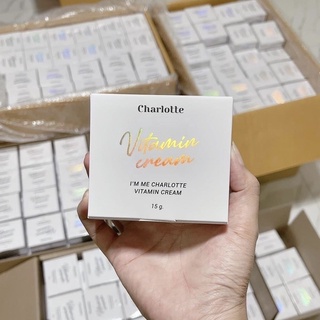 Charlotte
Vitamin
cream
I'M ME CHARLOTTE
VITAMIN CREAM
15 g.